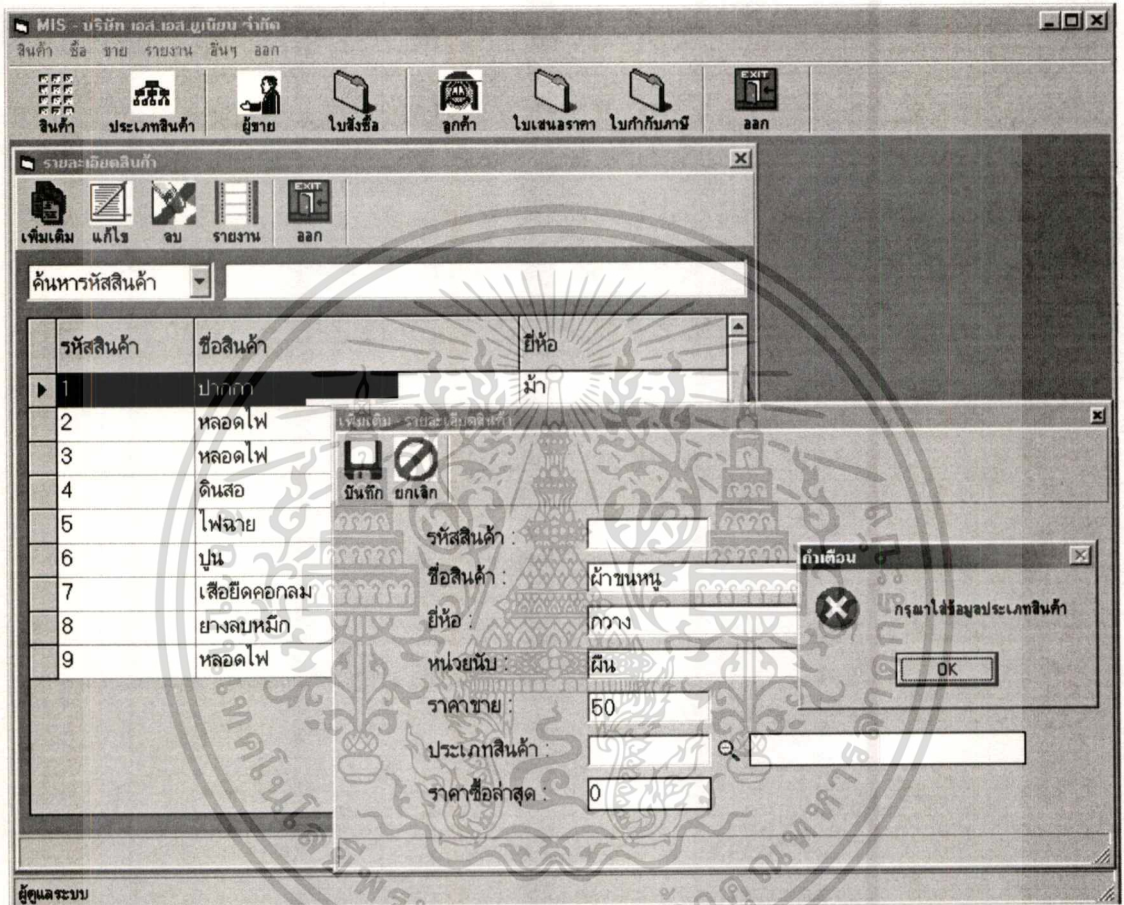 MIS - บริษัท เอส.เอส.ยูเนียน จำกัด
สินค้า ซื้อ ขาย รายงาน อื่นๆ ออก
EXIT
สินค้า ประเภทสินค้า ผู้ขาย ใบสั่งซื้อ ลูกค้า ใบเสนอราคา ใบกำกับภาษี ออก
รายละเอียดสินค้า
EXIT
เพิ่มเติม แก้ไข ลบ รายงาน ออก
ค้นหารหัสสินค้า
รหัสสินค้า ชื่อสินค้า ยี่ห้อ
1 ปากกา ม้า
2 หลอดไฟ
3 หลอดไฟ
4 ดินสอ
5 ไฟฉาย
6 ปูน
7 เสื้อยืดคอกลม
8 ยางลบหมึก
9 หลอดไฟ
เพิ่มเติม - รายละเอียดสินค้า
บันทึก ยกเลิก
รหัสสินค้า :
ชื่อสินค้า : ผ้าขนหนู
ยี่ห้อ : กวาง
หน่วยนับ : ผืน
ราคาขาย : 50
ประเภทสินค้า :
ราคาซื้อล่าสุด : 0
คำเตือน
กรุณาใส่ข้อมูลประเภทสินค้า
OK
ผู้ดูแลระบบ